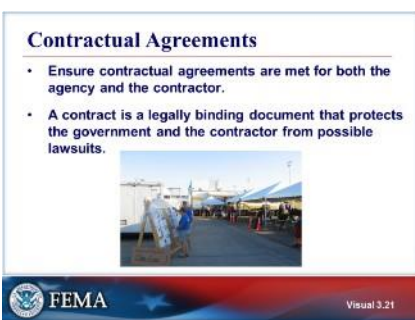 Contractual Agreements
• Ensure contractual agreements are met for both the
agency and the contractor.
• A contract is a legally binding document that protects
the government and the contractor from possible
lawsuits.
FEMA
Visual 3.21